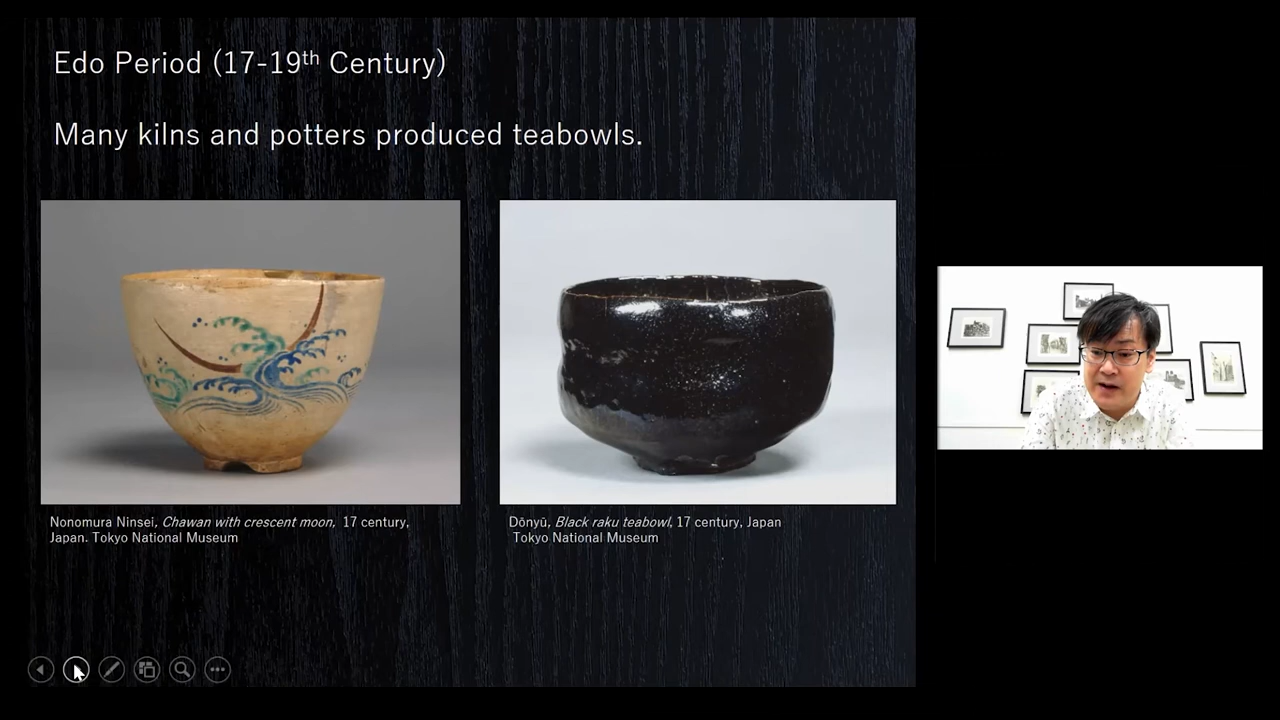 Edo Period (17-19th Century)
Many kilns and potters produced teabowls.
Nonomura Ninsei, Chawan with crescent moon, 17 century,
Japan. Tokyo National Museum
Dōnyū, Black raku teabowl, 17 century, Japan
Tokyo National Museum